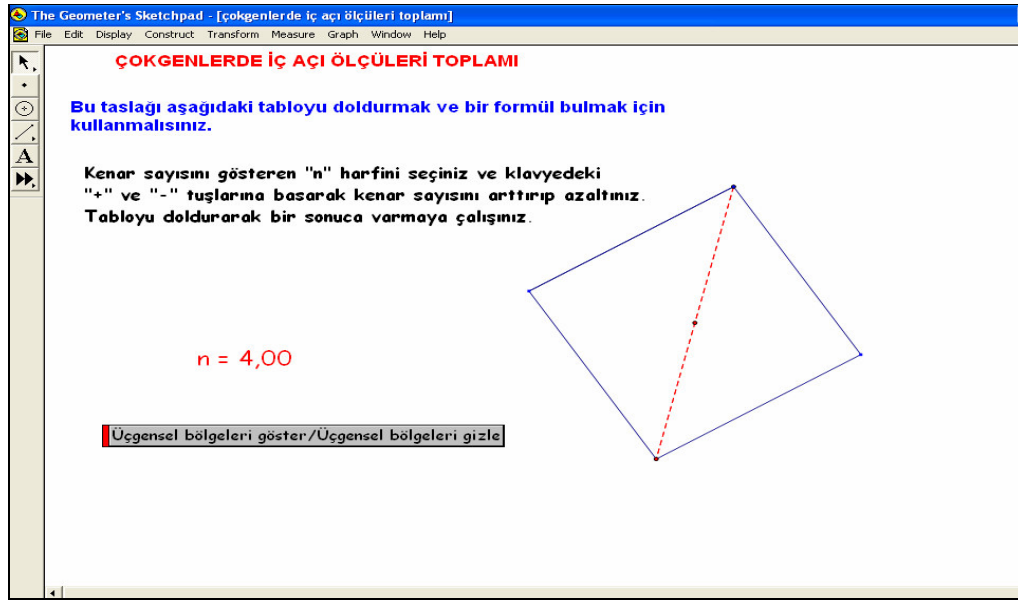 The Geometer's Sketchpad - [çokgenlerde iç açı ölçüleri toplamı]
File Edit Display Construct Transform Measure Graph Window Help
ÇOKGENLERDE İÇ AÇI ÖLÇÜLERİ TOPLAMI
Bu taslağı aşağıdaki tabloyu doldurmak ve bir formül bulmak için
kullanmalısınız.
Kenar sayısını gösteren "n" harfini seçiniz ve klavyedeki
"+" ve "-" tuşlarına basarak kenar sayısını arttırıp azaltınız.
Tabloyu doldurarak bir sonuca varmaya çalışınız.
n = 4,00
Üçgensel bölgeleri göster/Üçgensel bölgeleri gizle
A